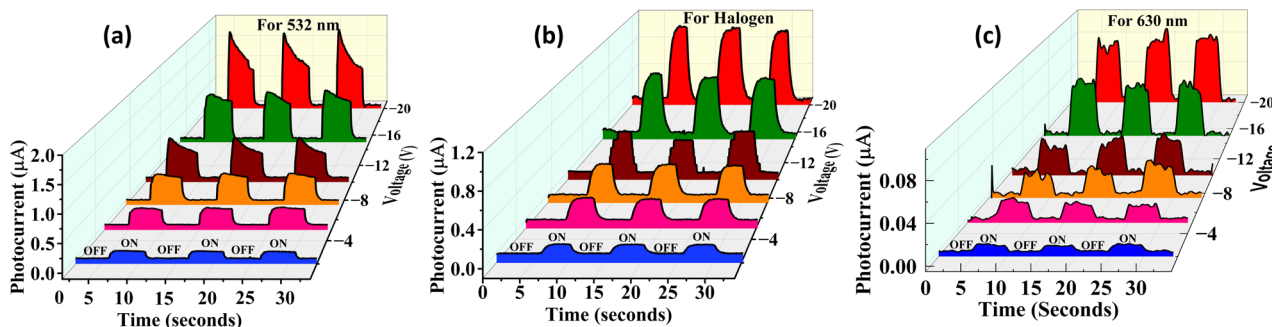 (a)
For 532 nm
2.0
1.5
1.0
0.5
0.0
Photocurrent (µA)
0 5 10 15 20 25 30
Time (seconds)
−20
−16
−12
−8
−4
Voltage (V)
OFF ON OFF ON OFF ON
(b)
For Halogen
1.2
0.8
0.4
0.0
Photocurrent (µA)
0 5 10 15 20 25 30
Time (seconds)
−20
−16
−12
−8
−4
Voltage (V)
OFF ON OFF ON OFF ON
(c)
For 630 nm
0.08
0.04
0.00
Photocurrent (µA)
0 5 10 15 20 25 30
Time (Seconds)
−20
−16
−12
−8
−4
Voltage
OFF ON OFF ON OFF ON